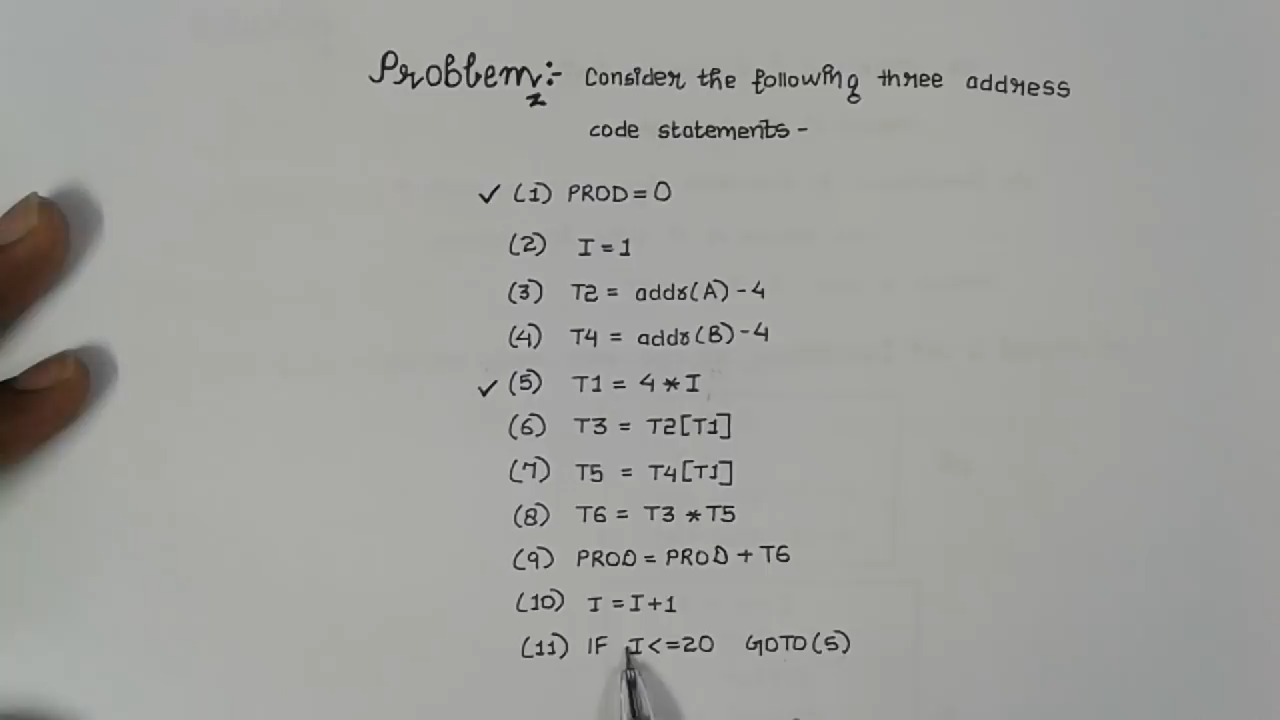 Problem:- Consider the following three address
code statements -
✓ (1) PROD = 0
(2) I = 1
(3) T2 = addr(A) - 4
(4) T4 = addr(B) - 4
✓ (5) T1 = 4 * I
(6) T3 = T2[T1]
(7) T5 = T4[T1]
(8) T6 = T3 * T5
(9) PROD = PROD + T6
(10) I = I + 1
(11) IF I <= 20 GOTO (5)